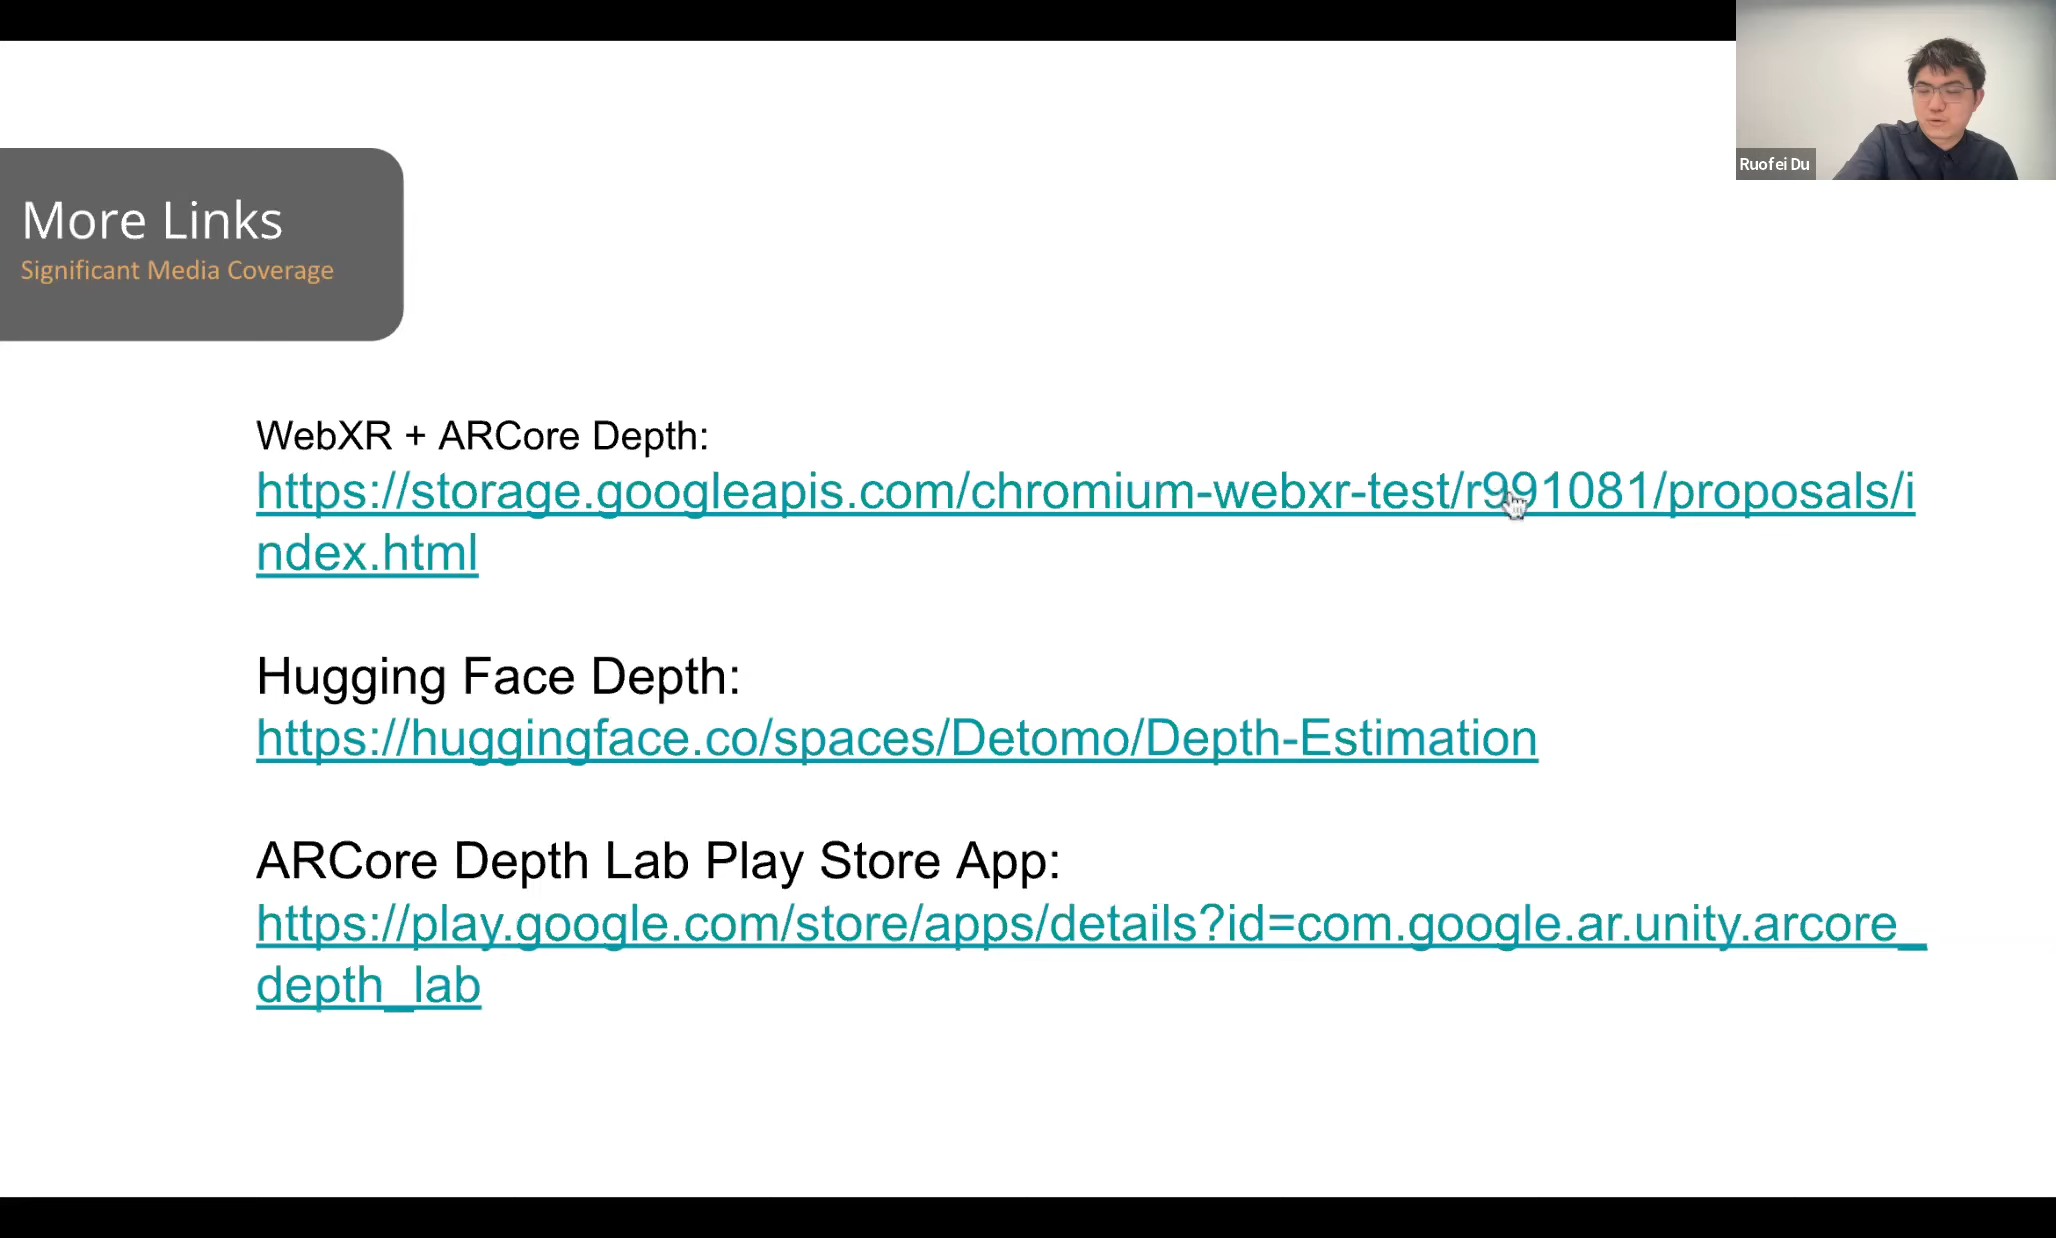 More Links
Significant Media Coverage
Ruofei Du
WebXR + ARCore Depth:
https://storage.googleapis.com/chromium-webxr-test/r991081/proposals/i
ndex.html
Hugging Face Depth:
https://huggingface.co/spaces/Detomo/Depth-Estimation
ARCore Depth Lab Play Store App:
https://play.google.com/store/apps/details?id=com.google.ar.unity.arcore_
depth_lab